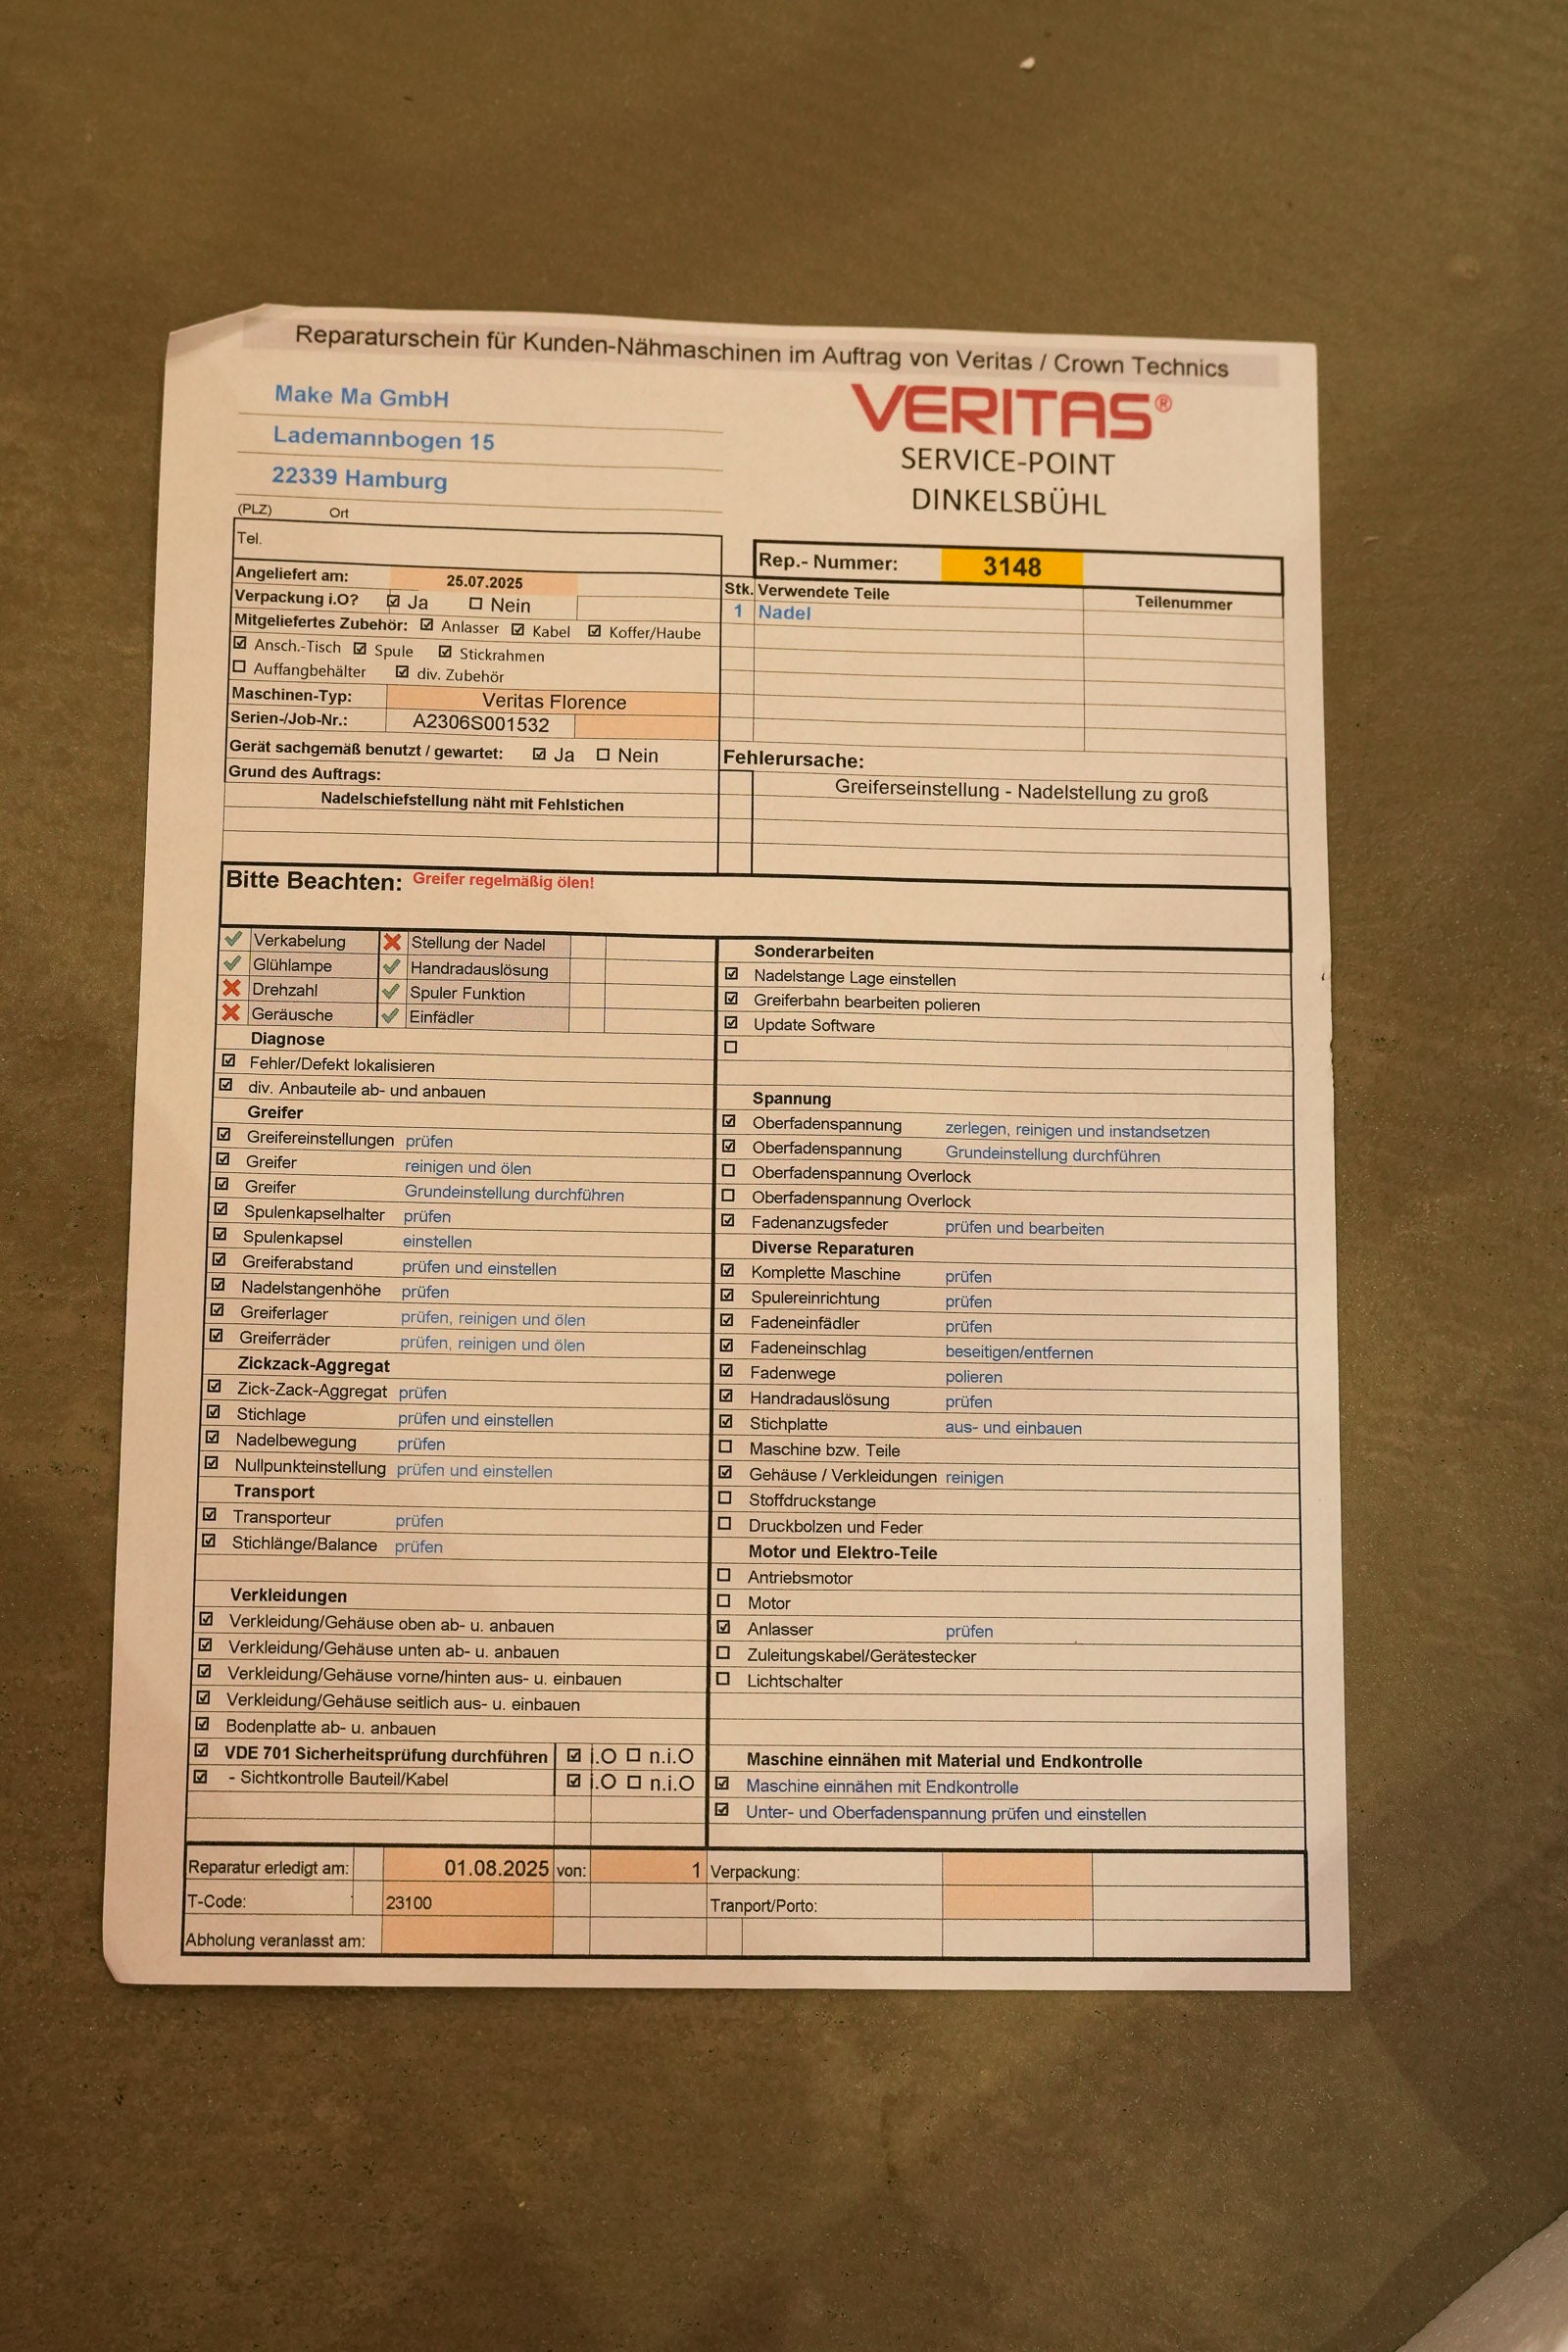 Reparaturschein für Kunden-Nähmaschinen im Auftrag von Veritas / Crown Technics
Make Ma GmbH
Lademannbogen 15
22339 Hamburg
(PLZ) Ort
VERITAS®
SERVICE-POINT
DINKELSBÜHL
Tel.
Rep.- Nummer: 3148
Angeliefert am: 25.07.2025
Verpackung i.O? ☑ Ja ☐ Nein
Mitgeliefertes Zubehör: ☑ Anlasser ☑ Kabel ☑ Koffer/Haube
☑ Ansch.-Tisch ☑ Spule ☑ Stickrahmen
☐ Auffangbehälter ☑ div. Zubehör
Maschinen-Typ: Veritas Florence
Serien-/Job-Nr.: A2306S001532
Gerät sachgemäß benutzt / gewartet: ☑ Ja ☐ Nein
Grund des Auftrags:
Nadelschiefstellung näht mit Fehlstichen
Stk. Verwendete Teile Teilenummer
1 Nadel
Fehlerursache:
Greiferseinstellung - Nadelstellung zu groß
Bitte Beachten: Greifer regelmäßig ölen!
✓ Verkabelung ✗ Stellung der Nadel
✓ Glühlampe ✓ Handradauslösung
✗ Drehzahl ✓ Spuler Funktion
✗ Geräusche ✓ Einfädler
Diagnose
☑ Fehler/Defekt lokalisieren
☑ div. Anbauteile ab- und anbauen
Greifer
☑ Greifereinstellungen prüfen
☑ Greifer reinigen und ölen
☑ Greifer Grundeinstellung durchführen
☑ Spulenkapselhalter prüfen
☑ Spulenkapsel einstellen
☑ Greiferabstand prüfen und einstellen
☑ Nadelstangenhöhe prüfen
☑ Greiferlager prüfen, reinigen und ölen
☑ Greiferräder prüfen, reinigen und ölen
Zickzack-Aggregat
☑ Zick-Zack-Aggregat prüfen
☑ Stichlage prüfen und einstellen
☑ Nadelbewegung prüfen
☑ Nullpunkteinstellung prüfen und einstellen
Transport
☑ Transporteur prüfen
☑ Stichlänge/Balance prüfen
Verkleidungen
☑ Verkleidung/Gehäuse oben ab- u. anbauen
☑ Verkleidung/Gehäuse unten ab- u. anbauen
☑ Verkleidung/Gehäuse vorne/hinten aus- u. einbauen
☑ Verkleidung/Gehäuse seitlich aus- u. einbauen
☑ Bodenplatte ab- u. anbauen
☑ VDE 701 Sicherheitsprüfung durchführen ☑ i.O ☐ n.i.O
☑ - Sichtkontrolle Bauteil/Kabel ☑ i.O ☐ n.i.O
Sonderarbeiten
☑ Nadelstange Lage einstellen
☑ Greiferbahn bearbeiten polieren
☑ Update Software
☐
Spannung
☑ Oberfadenspannung zerlegen, reinigen und instandsetzen
☑ Oberfadenspannung Grundeinstellung durchführen
☐ Oberfadenspannung Overlock
☐ Oberfadenspannung Overlock
☑ Fadenanzugsfeder prüfen und bearbeiten
Diverse Reparaturen
☑ Komplette Maschine prüfen
☑ Spulereinrichtung prüfen
☑ Fadeneinfädler prüfen
☑ Fadeneinschlag beseitigen/entfernen
☑ Fadenwege polieren
☑ Handradauslösung prüfen
☑ Stichplatte aus- und einbauen
☐ Maschine bzw. Teile
☑ Gehäuse / Verkleidungen reinigen
☐ Stoffdruckstange
☐ Druckbolzen und Feder
Motor und Elektro-Teile
☐ Antriebsmotor
☐ Motor
☑ Anlasser prüfen
☐ Zuleitungskabel/Gerätestecker
☐ Lichtschalter
Maschine einnähen mit Material und Endkontrolle
☑ Maschine einnähen mit Endkontrolle
☑ Unter- und Oberfadenspannung prüfen und einstellen
Reparatur erledigt am: 01.08.2025 von: 1 Verpackung:
T-Code: 23100 Tranport/Porto:
Abholung veranlasst am: